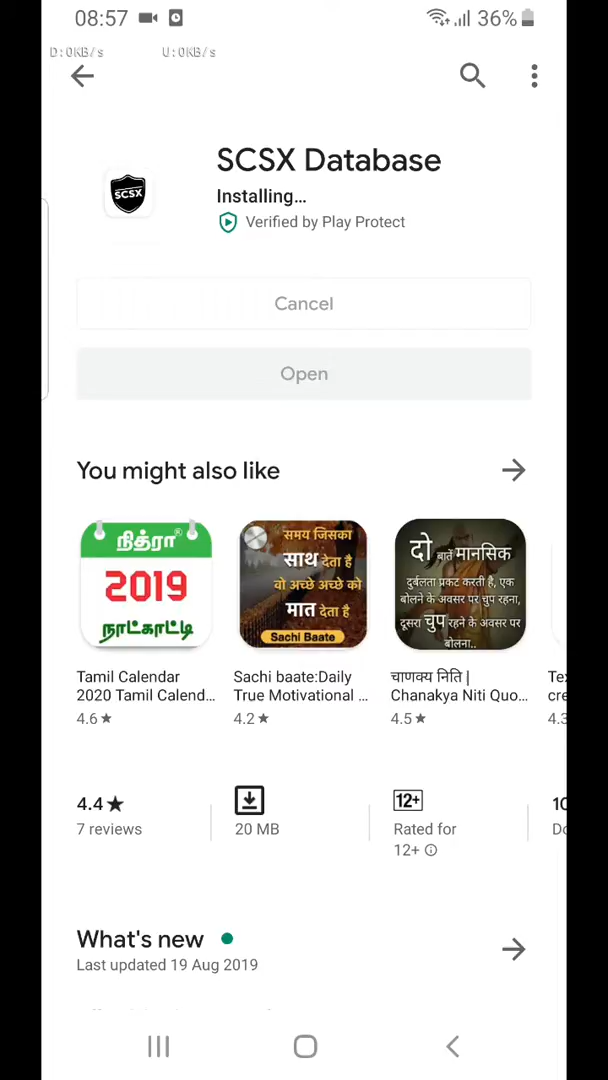 08:57
36%
D:0KB/s U:0KB/s
SCSX Database
SCSX
Installing...
Verified by Play Protect
Cancel
Open
You might also like
நித்ரா®
2019
நாட்காட்டி
समय जिसका
साथ देता है
वो अच्छे अच्छे को
मात देता है
Sachi Baate
दो बातें मानसिक
दुर्बलता प्रकट करती है, एक
बोलने के अवसर पर चुप रहना,
दूसरा चुप रहने के अवसर पर
बोलना..
Tamil Calendar
2020 Tamil Calend...
4.6★
Sachi baate:Daily
True Motivational ...
4.2★
चाणक्य निति |
Chanakya Niti Quo...
4.5★
4.3
4.4★
7 reviews
20 MB
12+
Rated for
12+
What's new
Last updated 19 Aug 2019